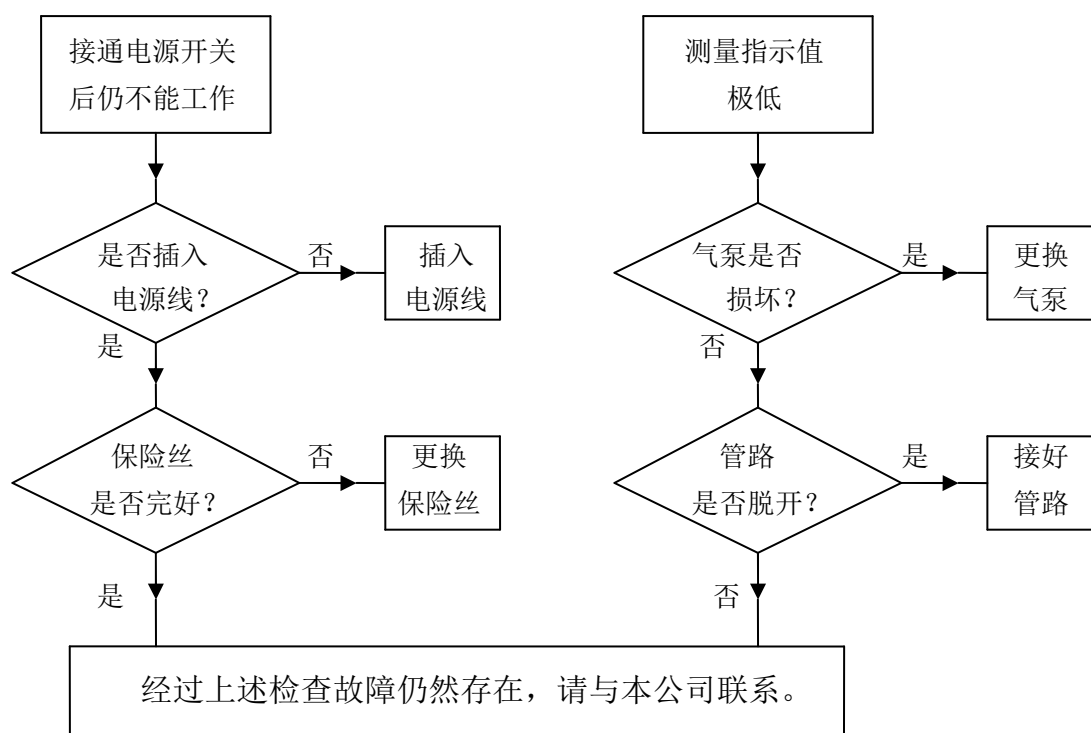 接通电源开关
后仍不能工作
是否插入
电源线?
否
插入
电源线
是
保险丝
是否完好?
否
更换
保险丝
是
测量指示值
极低
气泵是否
损坏?
是
更换
气泵
否
管路
是否脱开?
是
接好
管路
否
经过上述检查故障仍然存在，请与本公司联系。